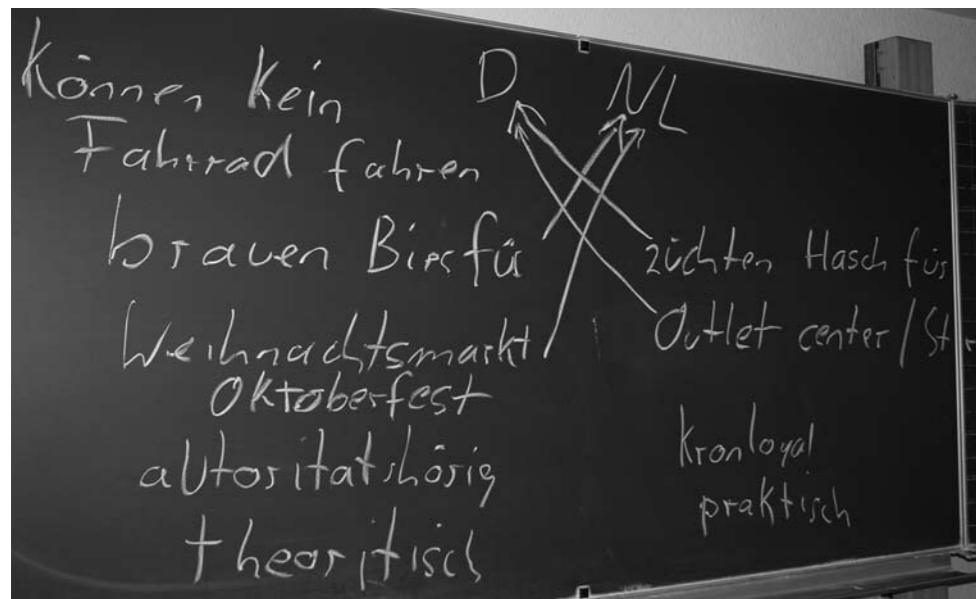 Können kein
Fahrrad fahren
D NL
brauen Bier für
züchten Hasch für
Weihnachtsmarkt
Outlet center / St
Oktoberfest
autoritatshörig
Kronloyal
theoritisch
praktisch